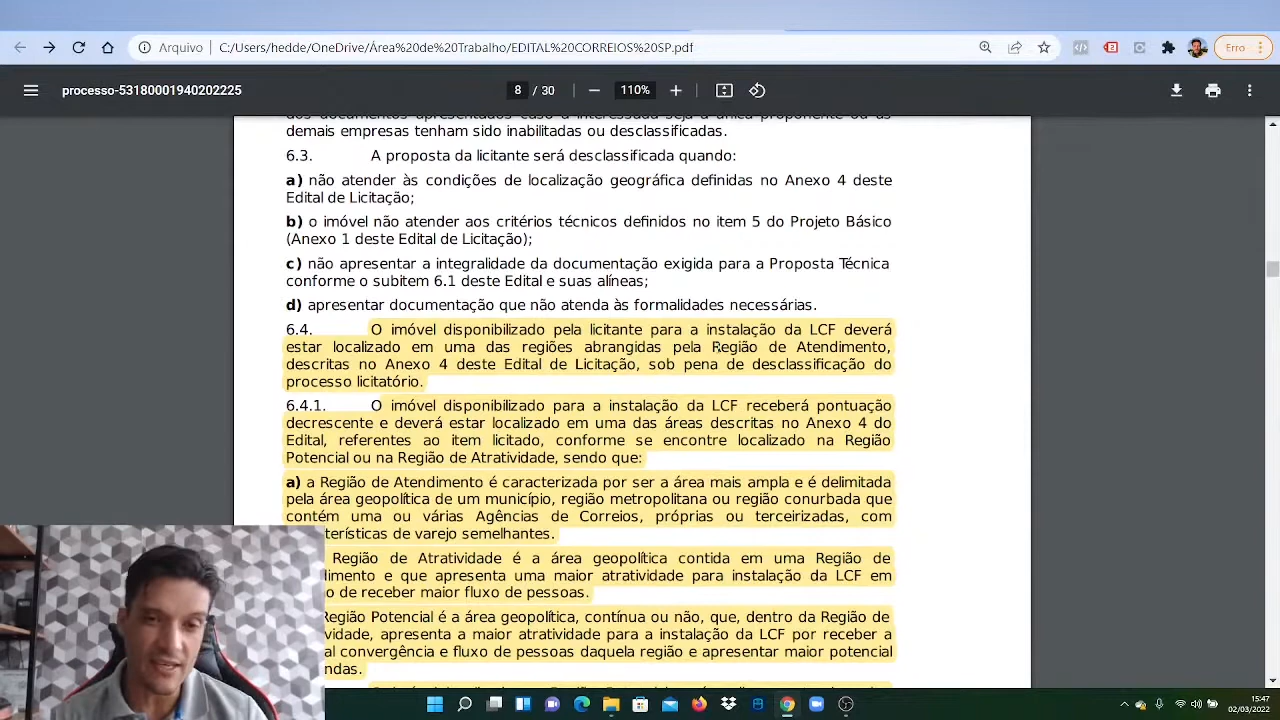 Arquivo
C:/Users/hedde/OneDrive//Área%20de%20Trabalho/EDITAL%20CORREIOS%20SP.pdf
Erro
processo-53180001940202225
8 / 30
110%
dos documentos apresentados caso a interessada seja a única proponente ou as
demais empresas tenham sido inabilitadas ou desclassificadas.
6.3. A proposta da licitante será desclassificada quando:
a) não atender às condições de localização geográfica definidas no Anexo 4 deste
Edital de Licitação;
b) o imóvel não atender aos critérios técnicos definidos no item 5 do Projeto Básico
(Anexo 1 deste Edital de Licitação);
c) não apresentar a integralidade da documentação exigida para a Proposta Técnica
conforme o subitem 6.1 deste Edital e suas alíneas;
d) apresentar documentação que não atenda às formalidades necessárias.
6.4. O imóvel disponibilizado pela licitante para a instalação da LCF deverá
estar localizado em uma das regiões abrangidas pela Região de Atendimento,
descritas no Anexo 4 deste Edital de Licitação, sob pena de desclassificação do
processo licitatório.
6.4.1. O imóvel disponibilizado para a instalação da LCF receberá pontuação
decrescente e deverá estar localizado em uma das áreas descritas no Anexo 4 do
Edital, referentes ao item licitado, conforme se encontre localizado na Região
Potencial ou na Região de Atratividade, sendo que:
a) a Região de Atendimento é caracterizada por ser a área mais ampla e é delimitada
pela área geopolítica de um município, região metropolitana ou região conurbada que
contém uma ou várias Agências de Correios, próprias ou terceirizadas, com
terísticas de varejo semelhantes.
Região de Atratividade é a área geopolítica contida em uma Região de
dimento e que apresenta uma maior atratividade para instalação da LCF em
o de receber maior fluxo de pessoas.
Região Potencial é a área geopolítica, contínua ou não, que, dentro da Região de
vidade, apresenta a maior atratividade para a instalação da LCF por receber a
al convergência e fluxo de pessoas daquela região e apresentar maior potencial
ndas.
15:47
02/03/2022